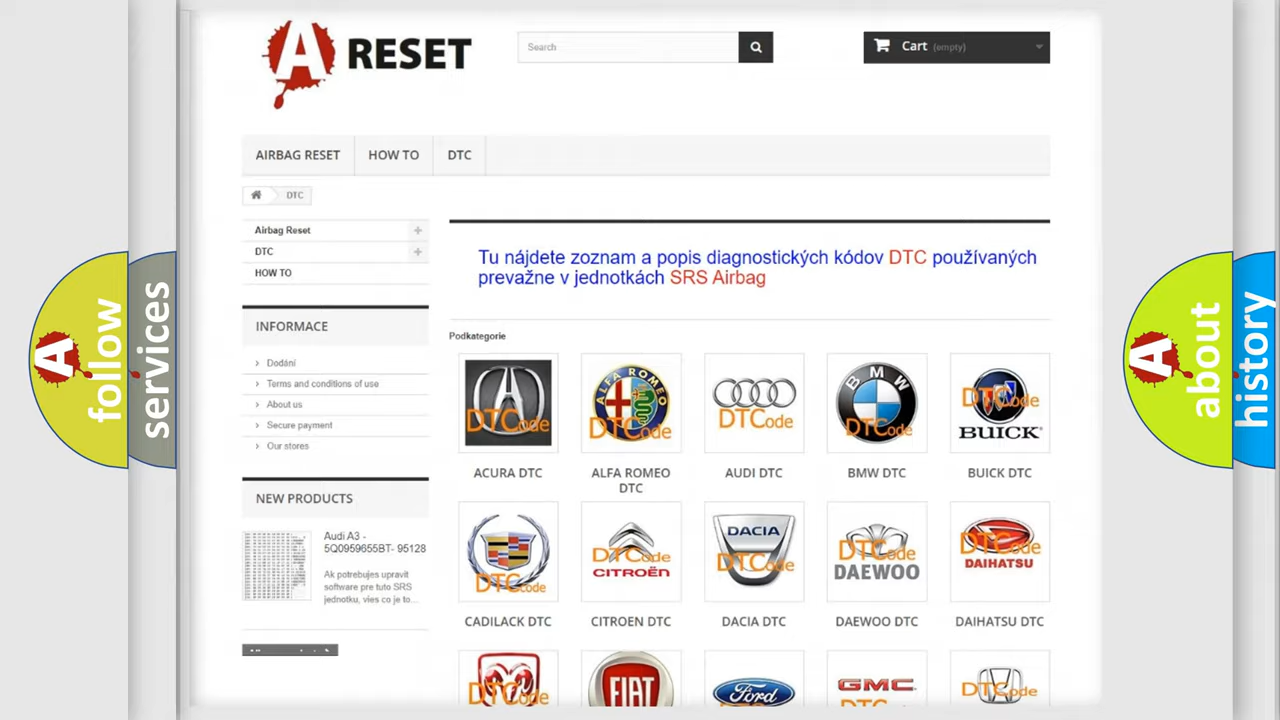 A RESET
Search
Cart (empty)
AIRBAG RESET
HOW TO
DTC
DTC
Airbag Reset
DTC
HOW TO
INFORMACE
Dodání
Terms and conditions of use
About us
Secure payment
Our stores
NEW PRODUCTS
Audi A3 -
5Q0959655BT- 95128
Ak potrebujes upravit
software pre tuto SRS
jednotku, vies co je to...
Tu nájdete zoznam a popis diagnostických kódov DTC používaných
prevažne v jednotkách SRS Airbag
Podkategorie
DTCode
ALFA ROMEO
DTCode
DTCode
BMW
DTCode
DTCode
BUICK
ACURA DTC
ALFA ROMEO
DTC
AUDI DTC
BMW DTC
BUICK DTC
DTCode
DTCode
CITROËN
DACIA
DTCode
DTCode
DAEWOO
DTCode
DAIHATSU
CADILACK DTC
CITROEN DTC
DACIA DTC
DAEWOO DTC
DAIHATSU DTC
DTCode
FIAT
Ford
GMC
DTCode
A follow
services
A about
history